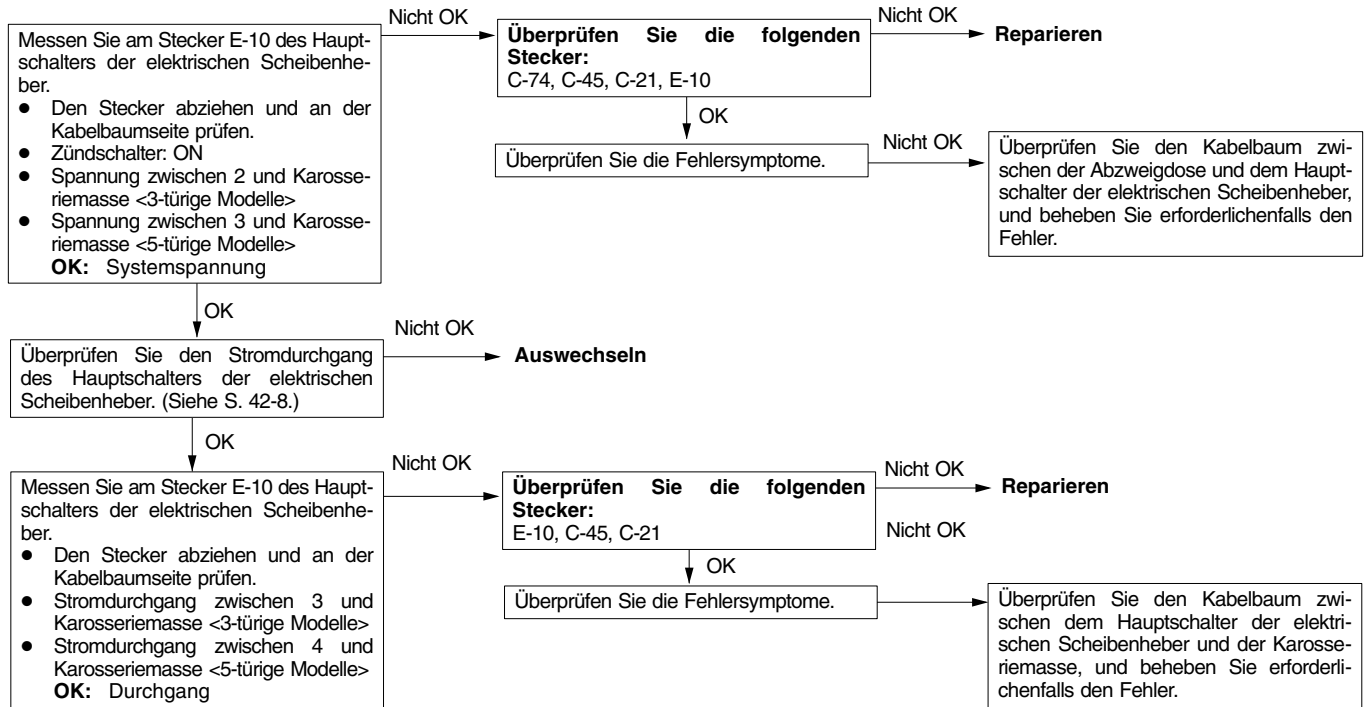 Messen Sie am Stecker E-10 des Haupt-
schalters der elektrischen Scheibenhe-
ber.
● Den Stecker abziehen und an der
Kabelbaumseite prüfen.
● Zündschalter: ON
● Spannung zwischen 2 und Karosse-
riemasse <3-türige Modelle>
● Spannung zwischen 3 und Karosse-
riemasse <5-türige Modelle>
OK: Systemspannung
Nicht OK
Überprüfen Sie die folgenden
Stecker:
C-74, C-45, C-21, E-10
Nicht OK
Reparieren
OK
Überprüfen Sie die Fehlersymptome.
Nicht OK
Überprüfen Sie den Kabelbaum zwi-
schen der Abzweigdose und dem Haupt-
schalter der elektrischen Scheibenheber,
und beheben Sie erforderlichenfalls den
Fehler.
OK
Überprüfen Sie den Stromdurchgang
des Hauptschalters der elektrischen
Scheibenheber. (Siehe S. 42-8.)
Nicht OK
Auswechseln
OK
Messen Sie am Stecker E-10 des Haupt-
schalters der elektrischen Scheibenhe-
ber.
● Den Stecker abziehen und an der
Kabelbaumseite prüfen.
● Stromdurchgang zwischen 3 und
Karosseriemasse <3-türige Modelle>
● Stromdurchgang zwischen 4 und
Karosseriemasse <5-türige Modelle>
OK: Durchgang
Nicht OK
Überprüfen Sie die folgenden
Stecker:
E-10, C-45, C-21
Nicht OK
Reparieren
Nicht OK
OK
Überprüfen Sie die Fehlersymptome.
Überprüfen Sie den Kabelbaum zwi-
schen dem Hauptschalter der elektri-
schen Scheibenheber und der Karosse-
riemasse, und beheben Sie erforderli-
chenfalls den Fehler.